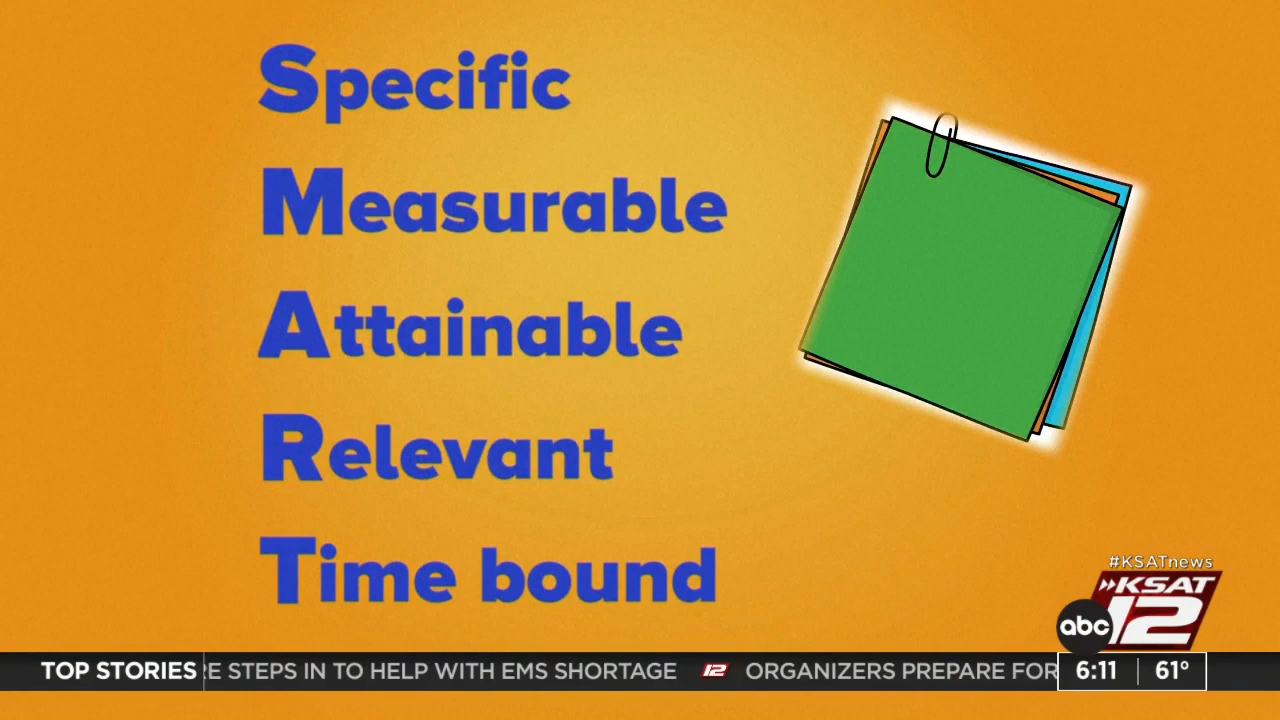 Specific
Measurable
Attainable
Relevant
Time bound
#KSATnews
KSAT
abc 12
TOP STORIES STEPS IN TO HELP WITH EMS SHORTAGE 12 ORGANIZERS PREPARE FOR 6:11 61°